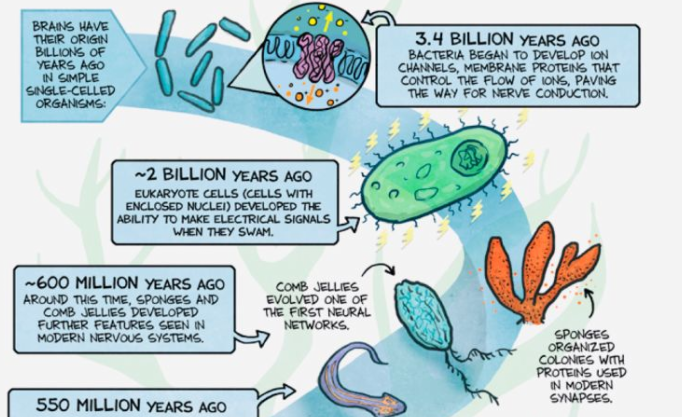 BRAINS HAVE
THEIR ORIGIN
BILLIONS OF
YEARS AGO
IN SIMPLE
SINGLE-CELLED
ORGANISMS:
3.4 BILLION YEARS AGO
BACTERIA BEGAN TO DEVELOP ION
CHANNELS, MEMBRANE PROTEINS THAT
CONTROL THE FLOW OF IONS, PAVING
THE WAY FOR NERVE CONDUCTION.
~2 BILLION YEARS AGO
EUKARYOTE CELLS (CELLS WITH
ENCLOSED NUCLEI) DEVELOPED THE
ABILITY TO MAKE ELECTRICAL SIGNALS
WHEN THEY SWAM.
~600 MILLION YEARS AGO
AROUND THIS TIME, SPONGES AND
COMB JELLIES DEVELOPED
FURTHER FEATURES SEEN IN
MODERN NERVOUS SYSTEMS.
COMB JELLIES
EVOLVED ONE OF
THE FIRST NEURAL
NETWORKS.
SPONGES
ORGANIZED
COLONIES WITH
PROTEINS USED
IN MODERN
SYNAPSES.
550 MILLION YEARS AGO